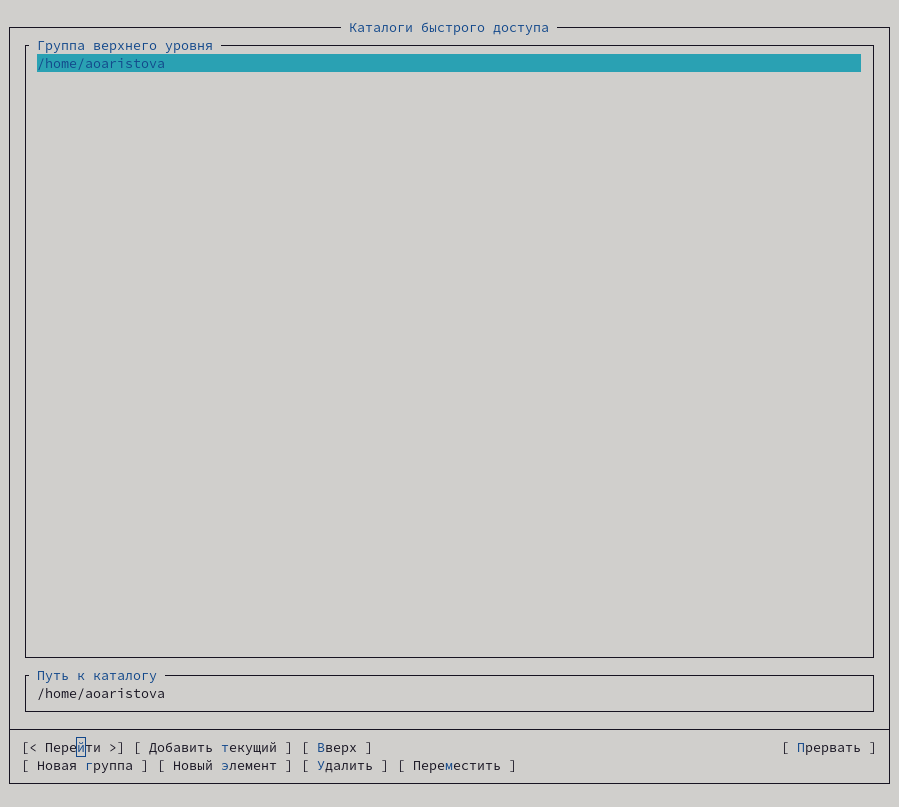 Каталоги быстрого доступа
Группа верхнего уровня
/home/aoaristova
Путь к каталогу
/home/aoaristova
[< Перейти >] [ Добавить текущий ] [ Вверх ] [ Прервать ]
[ Новая группа ] [ Новый элемент ] [ Удалить ] [ Переместить ]